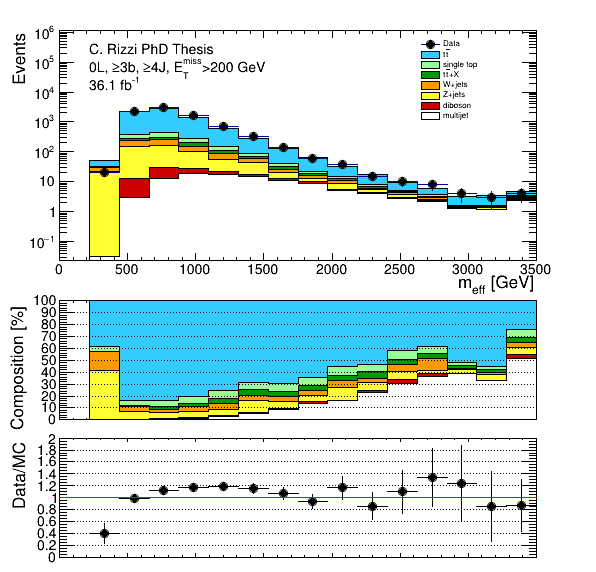 Events
10⁶
10⁵
10⁴
10³
10²
10
1
10⁻¹
C. Rizzi PhD Thesis
0L, ≥3b, ≥4J, E_T^miss>200 GeV
36.1 fb⁻¹
Data
tt̄
single top
tt̄+X
W+jets
Z+jets
diboson
multijet
0 500 1000 1500 2000 2500 3000 3500
m_eff [GeV]
Composition [%]
100
90
80
70
60
50
40
30
20
10
0
Data/MC
2
1.8
1.6
1.4
1.2
1
0.8
0.6
0.4
0.2
0